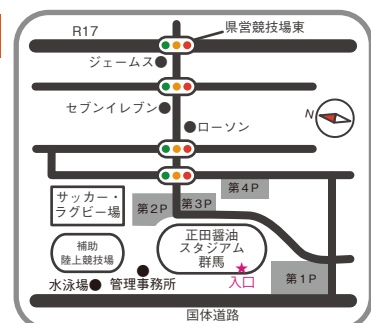 R17
県営競技場東
ジェームス
セブンイレブン
N
ローソン
第4P
サッカー・
ラグビー場
第2P
第3P
正田醤油
スタジアム
群馬
補助
陸上競技場
第1P
水泳場
管理事務所
入口
国体道路